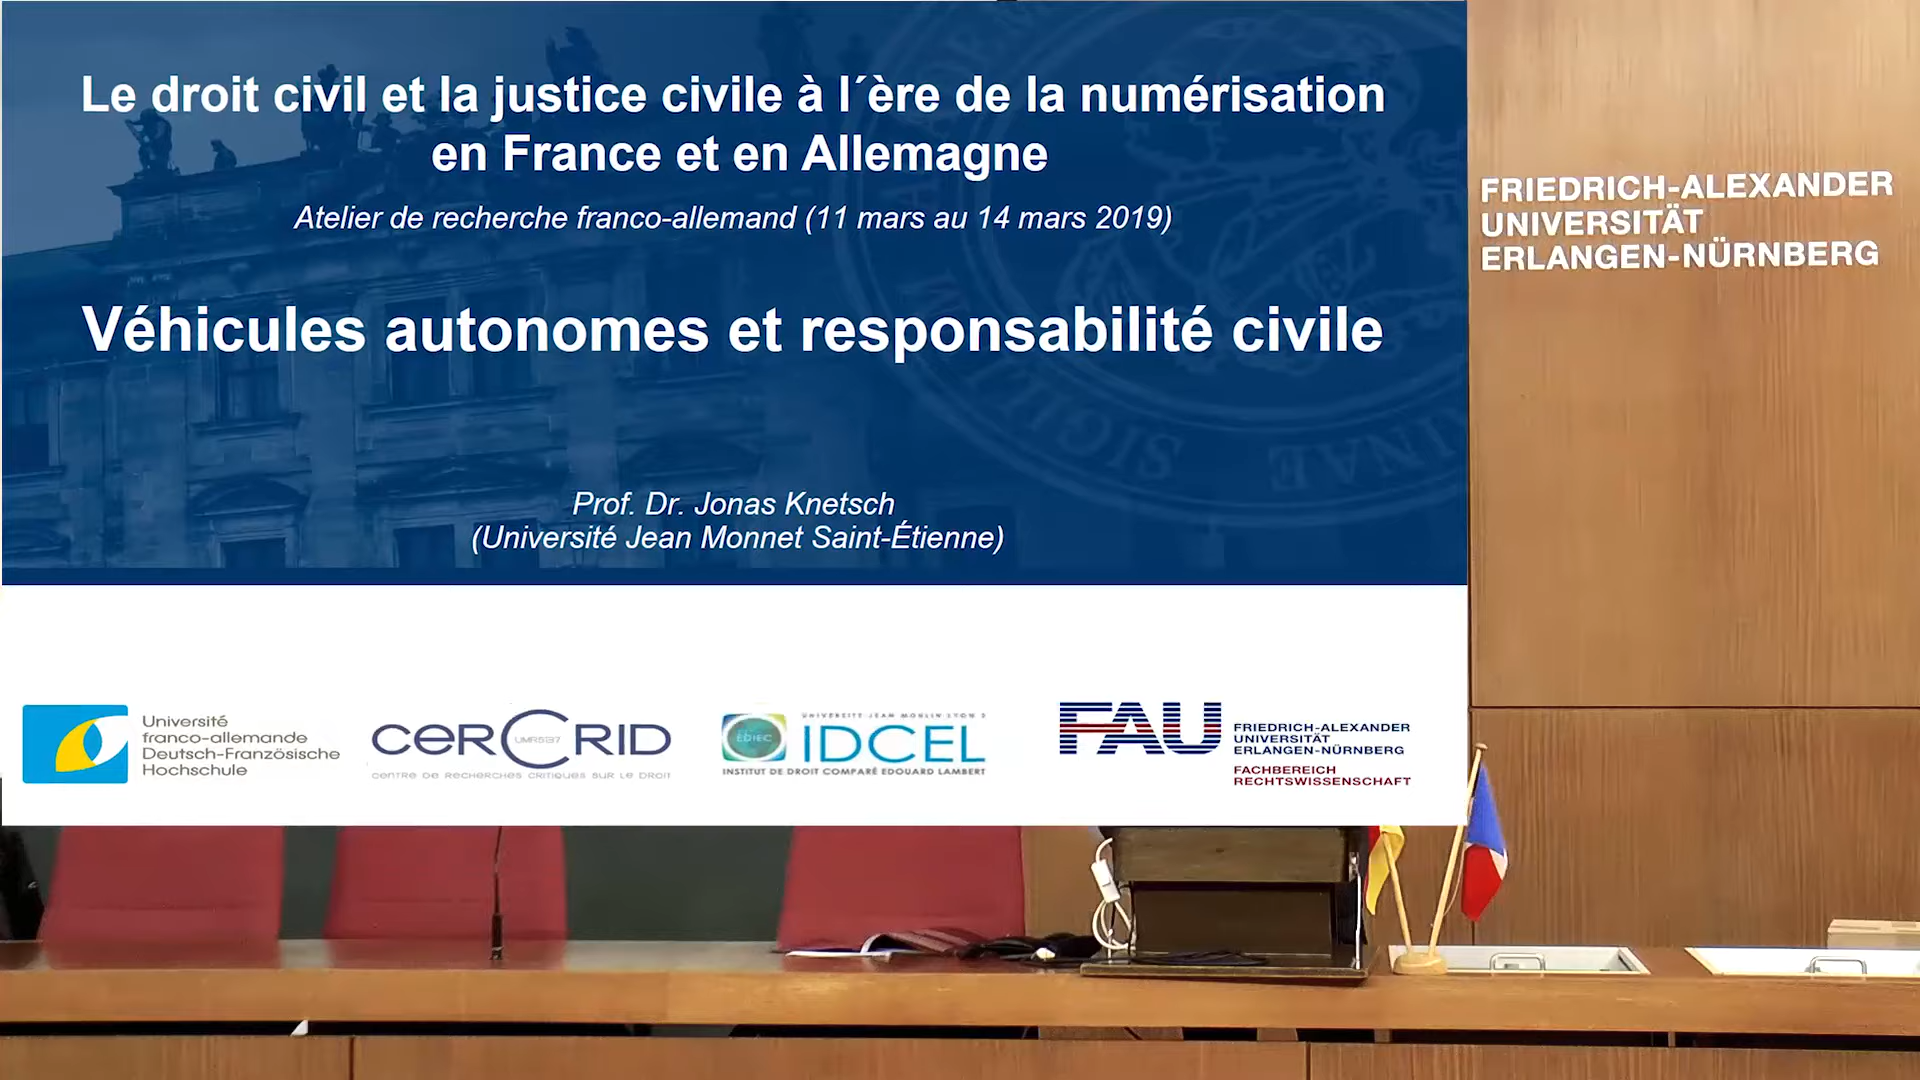 Le droit civil et la justice civile à l´ère de la numérisation
en France et en Allemagne
Atelier de recherche franco-allemand (11 mars au 14 mars 2019)
Véhicules autonomes et responsabilité civile
Prof. Dr. Jonas Knetsch
(Université Jean Monnet Saint-Étienne)
FRIEDRICH-ALEXANDER
UNIVERSITÄT
ERLANGEN-NÜRNBERG
Université
franco-allemande
Deutsch-Französische
Hochschule
CERCRID
UMR5137
CENTRE DE RECHERCHES CRITIQUES SUR LE DROIT
UNIVERSITÉ JEAN MOULIN LYON 3
EDIEC
IDCEL
INSTITUT DE DROIT COMPARÉ EDOUARD LAMBERT
FAU
FRIEDRICH-ALEXANDER
UNIVERSITÄT
ERLANGEN-NÜRNBERG
FACHBEREICH
RECHTSWISSENSCHAFT